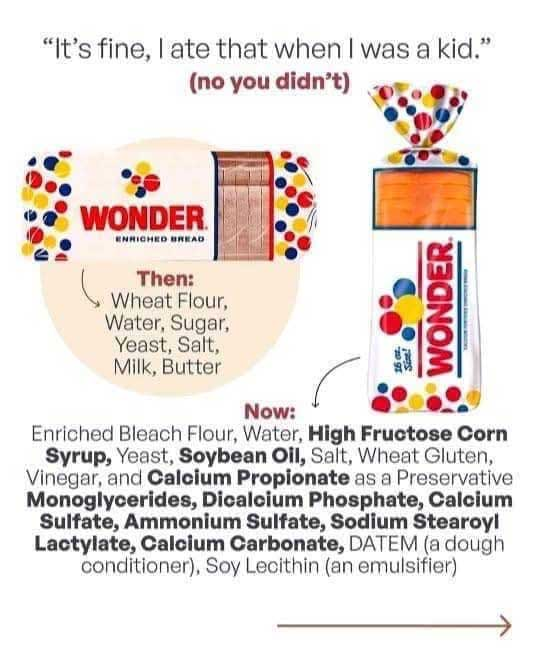 “It’s fine, I ate that when I was a kid.”
(no you didn’t)
WONDER
ENRICHED BREAD
Then:
Wheat Flour,
Water, Sugar,
Yeast, Salt,
Milk, Butter
WONDER
16 oz.
Size!
Now:
Enriched Bleach Flour, Water, High Fructose Corn
Syrup, Yeast, Soybean Oil, Salt, Wheat Gluten,
Vinegar, and Calcium Propionate as a Preservative
Monoglycerides, Dicalcium Phosphate, Calcium
Sulfate, Ammonium Sulfate, Sodium Stearoyl
Lactylate, Calcium Carbonate, DATEM (a dough
conditioner), Soy Lecithin (an emulsifier)